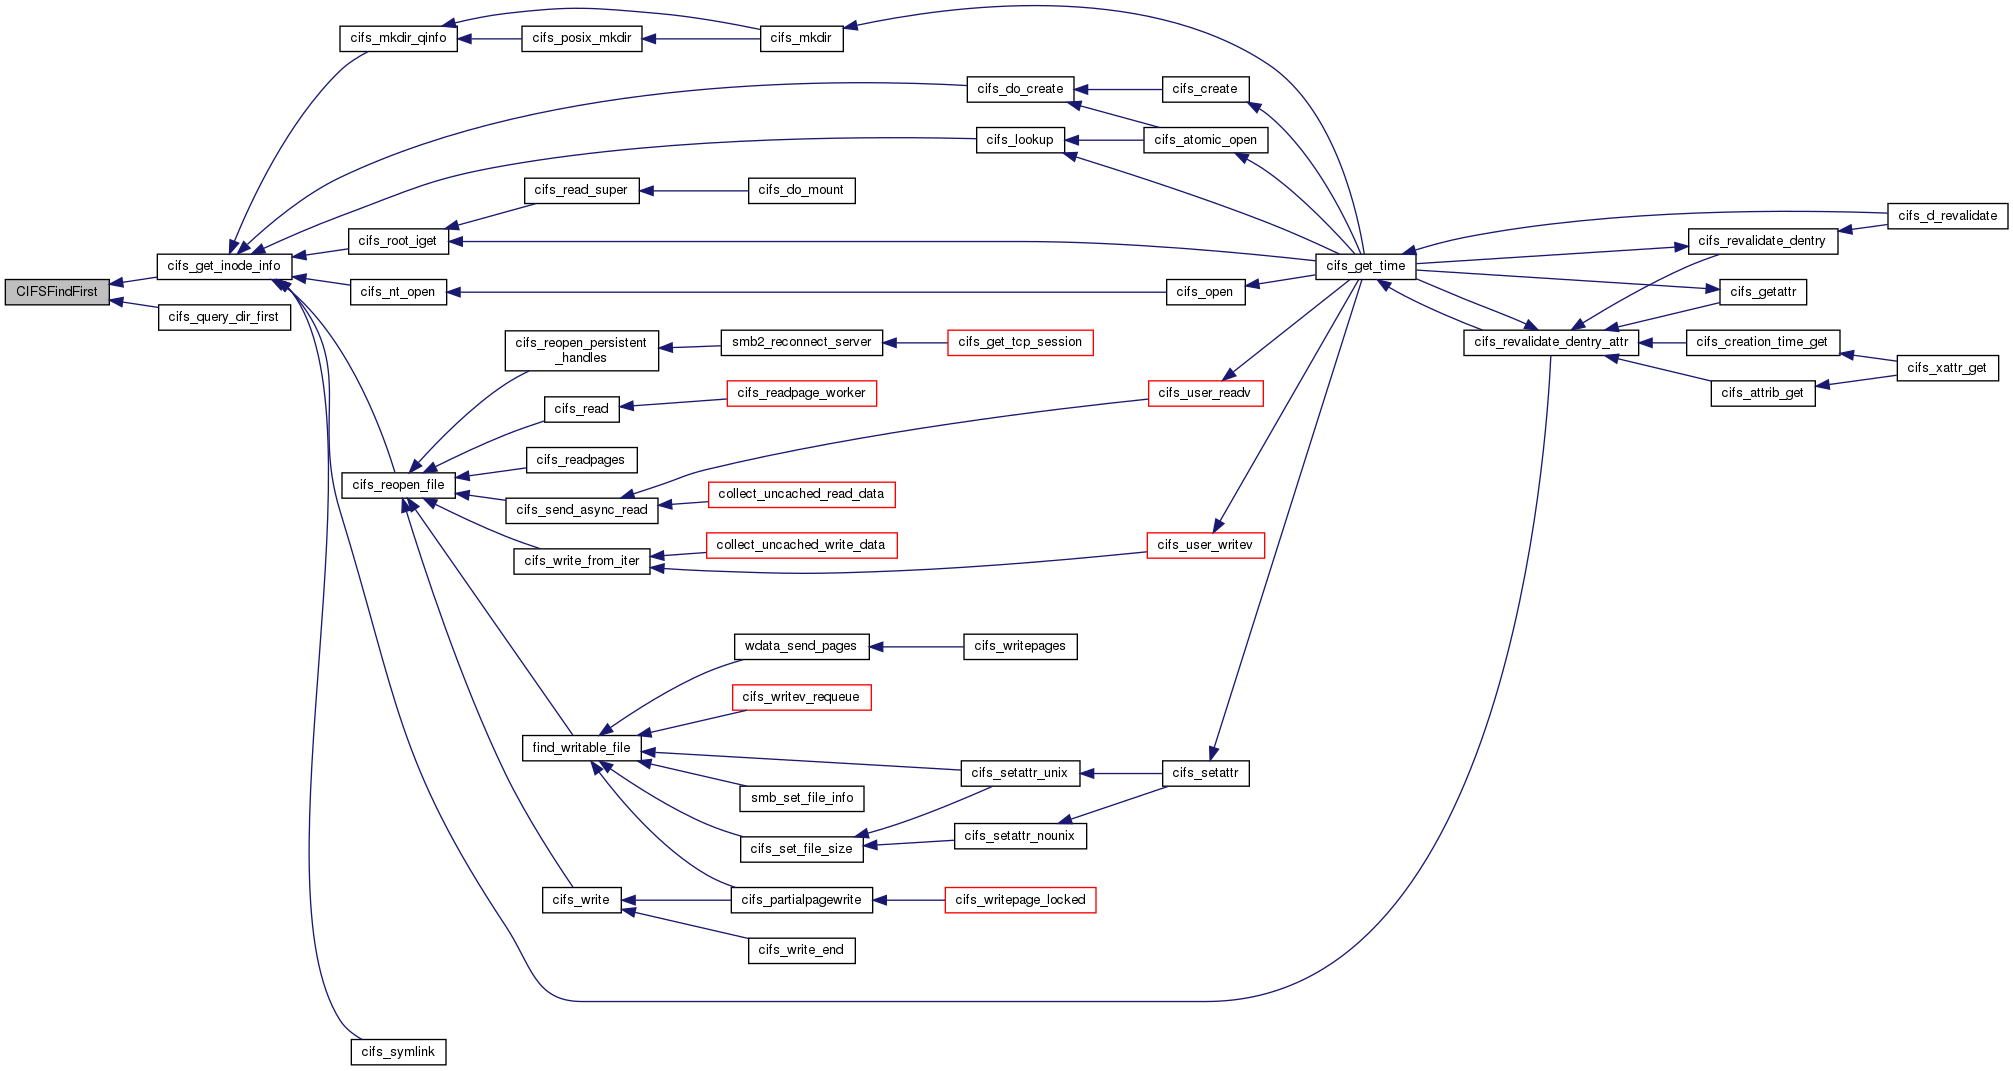 cifs_mkdir_qinfo
cifs_posix_mkdir
cifs_mkdir
cifs_do_create
cifs_create
cifs_lookup
cifs_atomic_open
cifs_read_super
cifs_do_mount
cifs_d_revalidate
cifs_root_iget
cifs_revalidate_dentry
cifs_get_inode_info
cifs_get_time
CIFSFindFirst
cifs_nt_open
cifs_open
cifs_getattr
cifs_query_dir_first
cifs_reopen_persistent
_handles
smb2_reconnect_server
cifs_get_tcp_session
cifs_revalidate_dentry_attr
cifs_creation_time_get
cifs_xattr_get
cifs_readpage_worker
cifs_user_readv
cifs_attrib_get
cifs_read
cifs_readpages
cifs_reopen_file
collect_uncached_read_data
cifs_send_async_read
collect_uncached_write_data
cifs_user_writev
cifs_write_from_iter
wdata_send_pages
cifs_writepages
cifs_writev_requeue
find_writable_file
cifs_setattr_unix
cifs_setattr
smb_set_file_info
cifs_setattr_nounix
cifs_set_file_size
cifs_write
cifs_partialpagewrite
cifs_writepage_locked
cifs_write_end
cifs_symlink